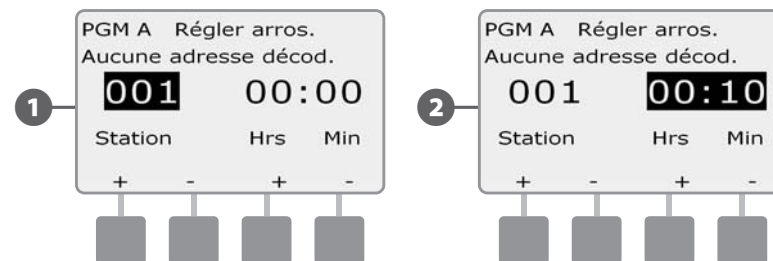 1
PGM A Régler arros.
Aucune adresse décod.
001 00:00
Station Hrs Min
+ - + -
2
PGM A Régler arros.
Aucune adresse décod.
001 00:10
Station Hrs Min
+ - + -